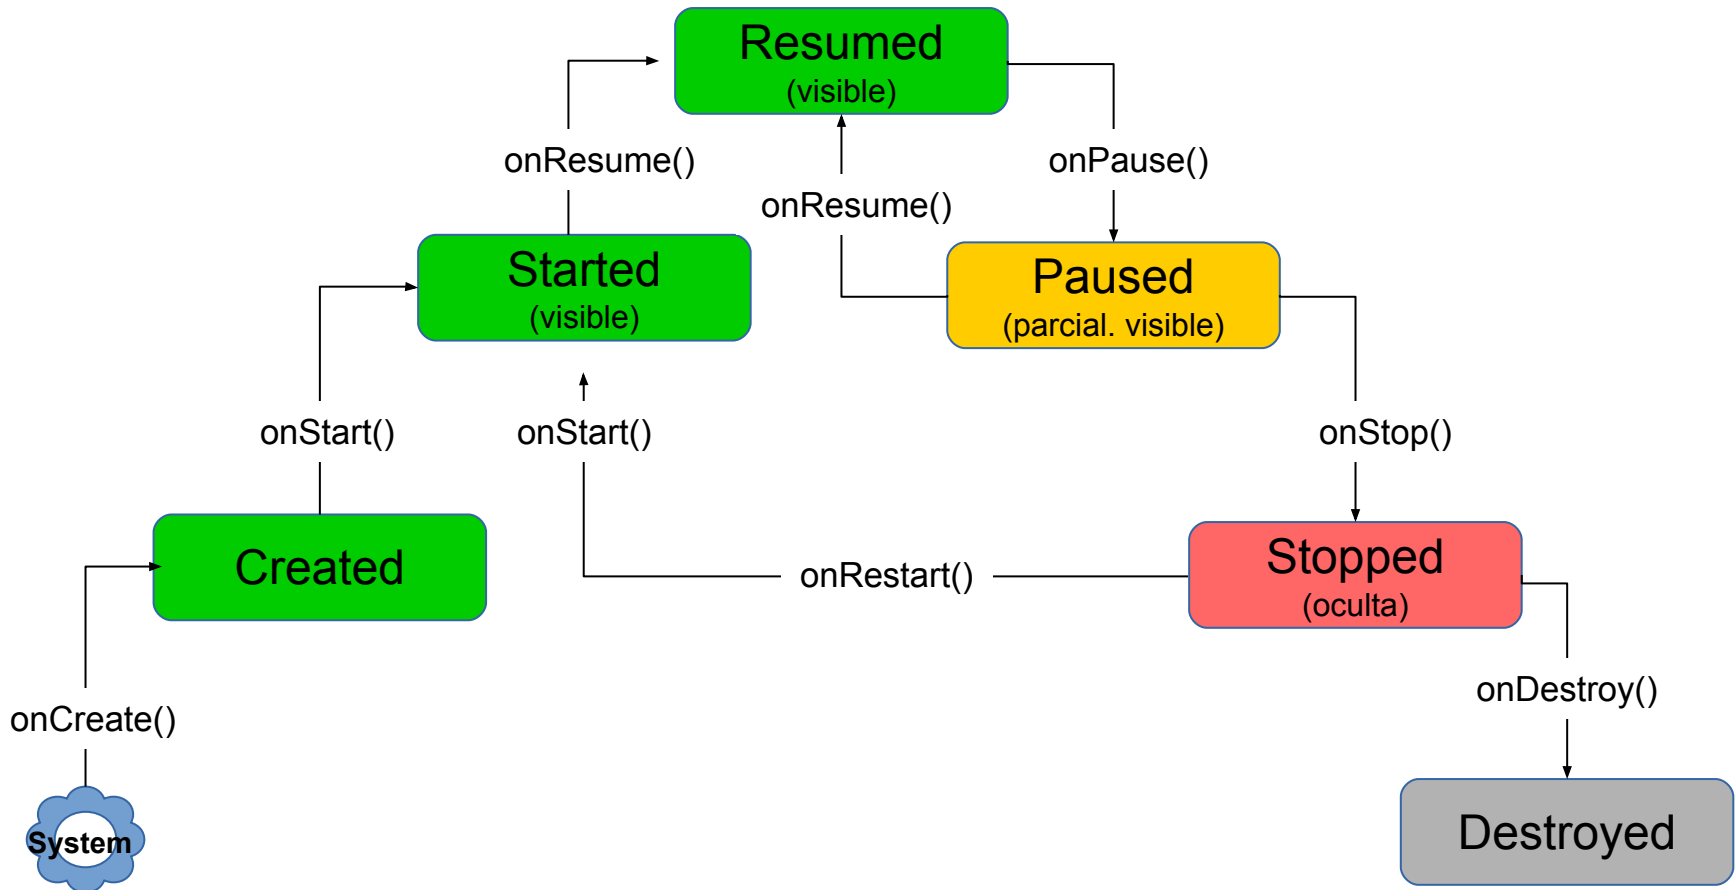 Resumed
(visible)
onResume()
onPause()
onResume()
Started
(visible)
Paused
(parcial. visible)
onStart()
onStart()
onStop()
Created
onRestart()
Stopped
(oculta)
onCreate()
onDestroy()
System
Destroyed